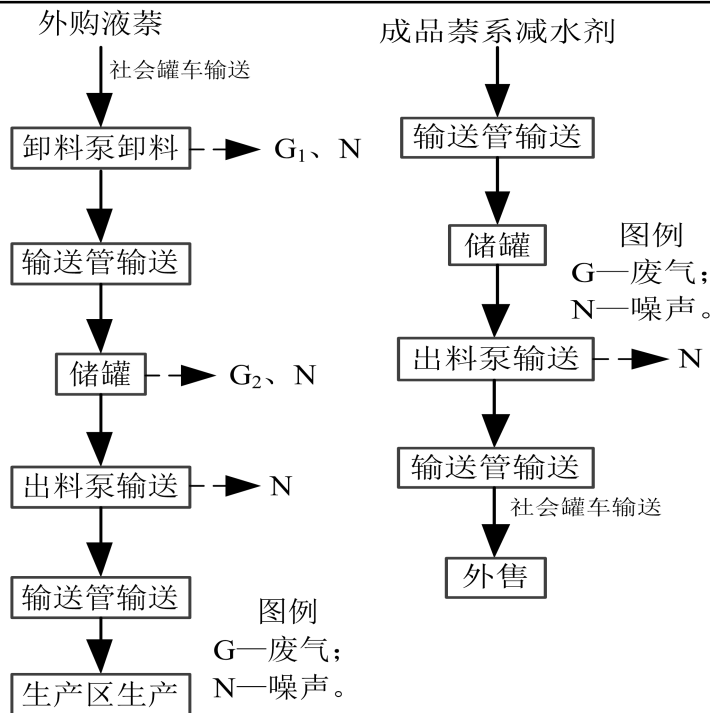 外购液萘
社会罐车输送
卸料泵卸料
G₁、N
输送管输送
储罐
G₂、N
出料泵输送
N
输送管输送
生产区生产
图例
G—废气；
N—噪声。
成品萘系减水剂
输送管输送
储罐
图例
G—废气；
N—噪声。
出料泵输送
N
输送管输送
社会罐车输送
外售